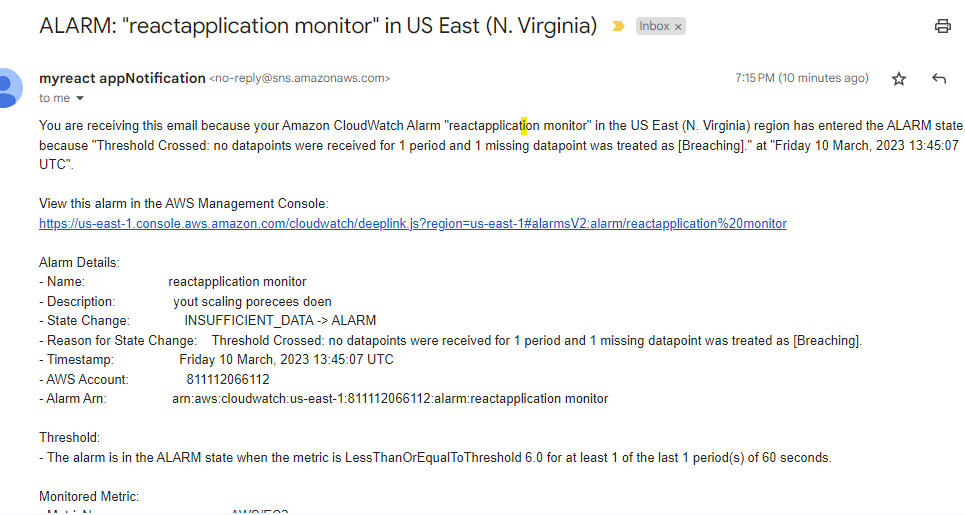 ALARM: "reactapplication monitor" in US East (N. Virginia) Inbox ×
myreact appNotification <no-reply@sns.amazonaws.com> 7:15 PM (10 minutes ago)
to me
You are receiving this email because your Amazon CloudWatch Alarm "reactapplication monitor" in the US East (N. Virginia) region has entered the ALARM state
because "Threshold Crossed: no datapoints were received for 1 period and 1 missing datapoint was treated as [Breaching]." at "Friday 10 March, 2023 13:45:07
UTC".
View this alarm in the AWS Management Console:
https://us-east-1.console.aws.amazon.com/cloudwatch/deeplink.js?region=us-east-1#alarmsV2:alarm/reactapplication%20monitor
Alarm Details:
- Name: reactapplication monitor
- Description: yout scaling porecees doen
- State Change: INSUFFICIENT_DATA -> ALARM
- Reason for State Change: Threshold Crossed: no datapoints were received for 1 period and 1 missing datapoint was treated as [Breaching].
- Timestamp: Friday 10 March, 2023 13:45:07 UTC
- AWS Account: 811112066112
- Alarm Arn: arn:aws:cloudwatch:us-east-1:811112066112:alarm:reactapplication monitor
Threshold:
- The alarm is in the ALARM state when the metric is LessThanOrEqualToThreshold 6.0 for at least 1 of the last 1 period(s) of 60 seconds.
Monitored Metric: